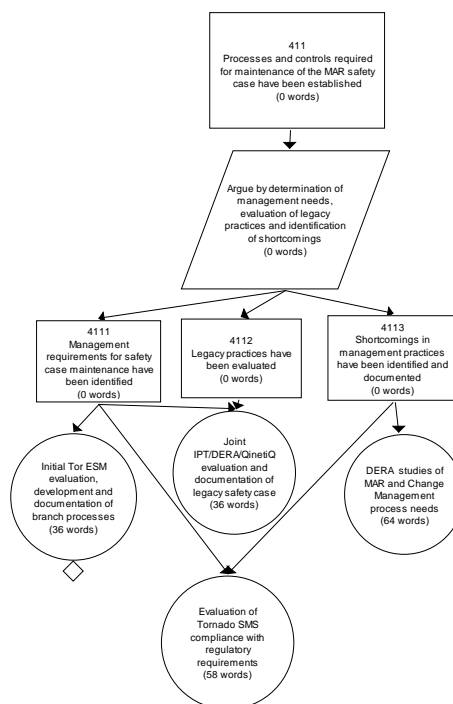 411
Processes and controls required
for maintenance of the MAR safety
case have been established
(0 words)
Argue by determination of
management needs,
evaluation of legacy
practices and identification
of shortcomings
(0 words)
4111
Management
requirements for safety
case maintenance have
been identified
(0 words)
4112
Legacy practices have
been evaluated
(0 words)
4113
Shortcomings in
management practices
have been identified and
documented
(0 words)
Initial Tor ESM
evaluation,
development and
documentation of
branch processes
(36 words)
Joint
IPT/DERA/QinetiQ
evaluation and
documentation of
legacy safety case
(36 words)
DERA studies of
MAR and Change
Management
process needs
(64 words)
Evaluation of
Tornado SMS
compliance with
regulatory
requirements
(58 words)